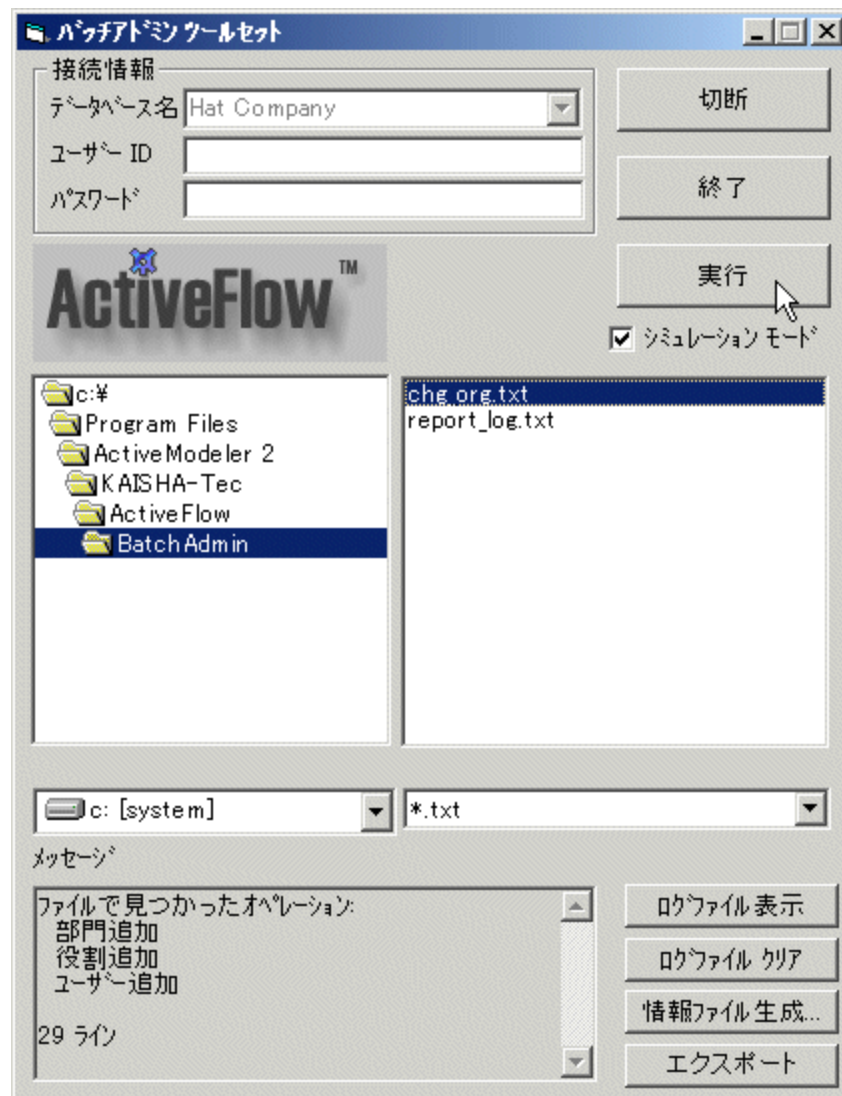 ﾊﾞｯﾁｱﾄﾞﾐﾝ ﾂｰﾙｾｯﾄ
接続情報
ﾃﾞｰﾀﾍﾞｰｽ名 Hat Company
ﾕｰｻﾞｰ ID
ﾊﾟｽﾜｰﾄﾞ
切断
終了
実行
ActiveFlow™
ｼﾐｭﾚｰｼｮﾝ ﾓｰﾄﾞ
c:¥
Program Files
ActiveModeler 2
KAISHA-Tec
ActiveFlow
BatchAdmin
chg org.txt
report_log.txt
c: [system]
*.txt
ﾒｯｾｰｼﾞ
ﾌｧｲﾙで見つかったｵﾍﾟﾚｰｼｮﾝ:
部門追加
役割追加
ﾕｰｻﾞｰ追加
29 ﾗｲﾝ
ﾛｸﾞﾌｧｲﾙ表示
ﾛｸﾞﾌｧｲﾙ ｸﾘｱ
情報ﾌｧｲﾙ生成...
エクスポート